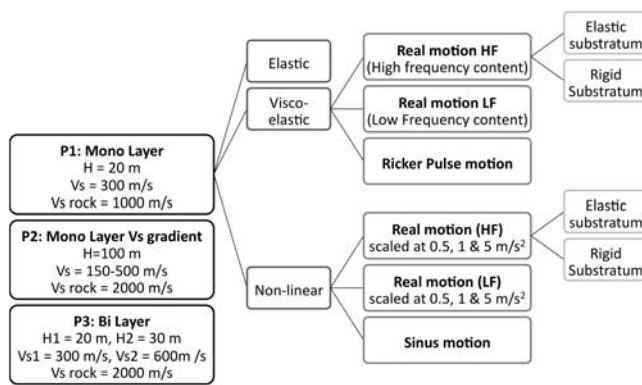 P1: Mono Layer
H = 20 m
Vs = 300 m/s
Vs rock = 1000 m/s
P2: Mono Layer Vs gradient
H=100 m
Vs = 150-500 m/s
Vs rock = 2000 m/s
P3: Bi Layer
H1 = 20 m, H2 = 30 m
Vs1 = 300 m/s, Vs2 = 600m /s
Vs rock = 2000 m/s
Elastic
Visco-
elastic
Non-linear
Real motion HF
(High frequency content)
Real motion LF
(Low Frequency content)
Ricker Pulse motion
Real motion (HF)
scaled at 0.5, 1 & 5 m/s²
Real motion (LF)
scaled at 0.5, 1 & 5 m/s²
Sinus motion
Elastic
substratum
Rigid
Substratum
Elastic
substratum
Rigid
Substratum